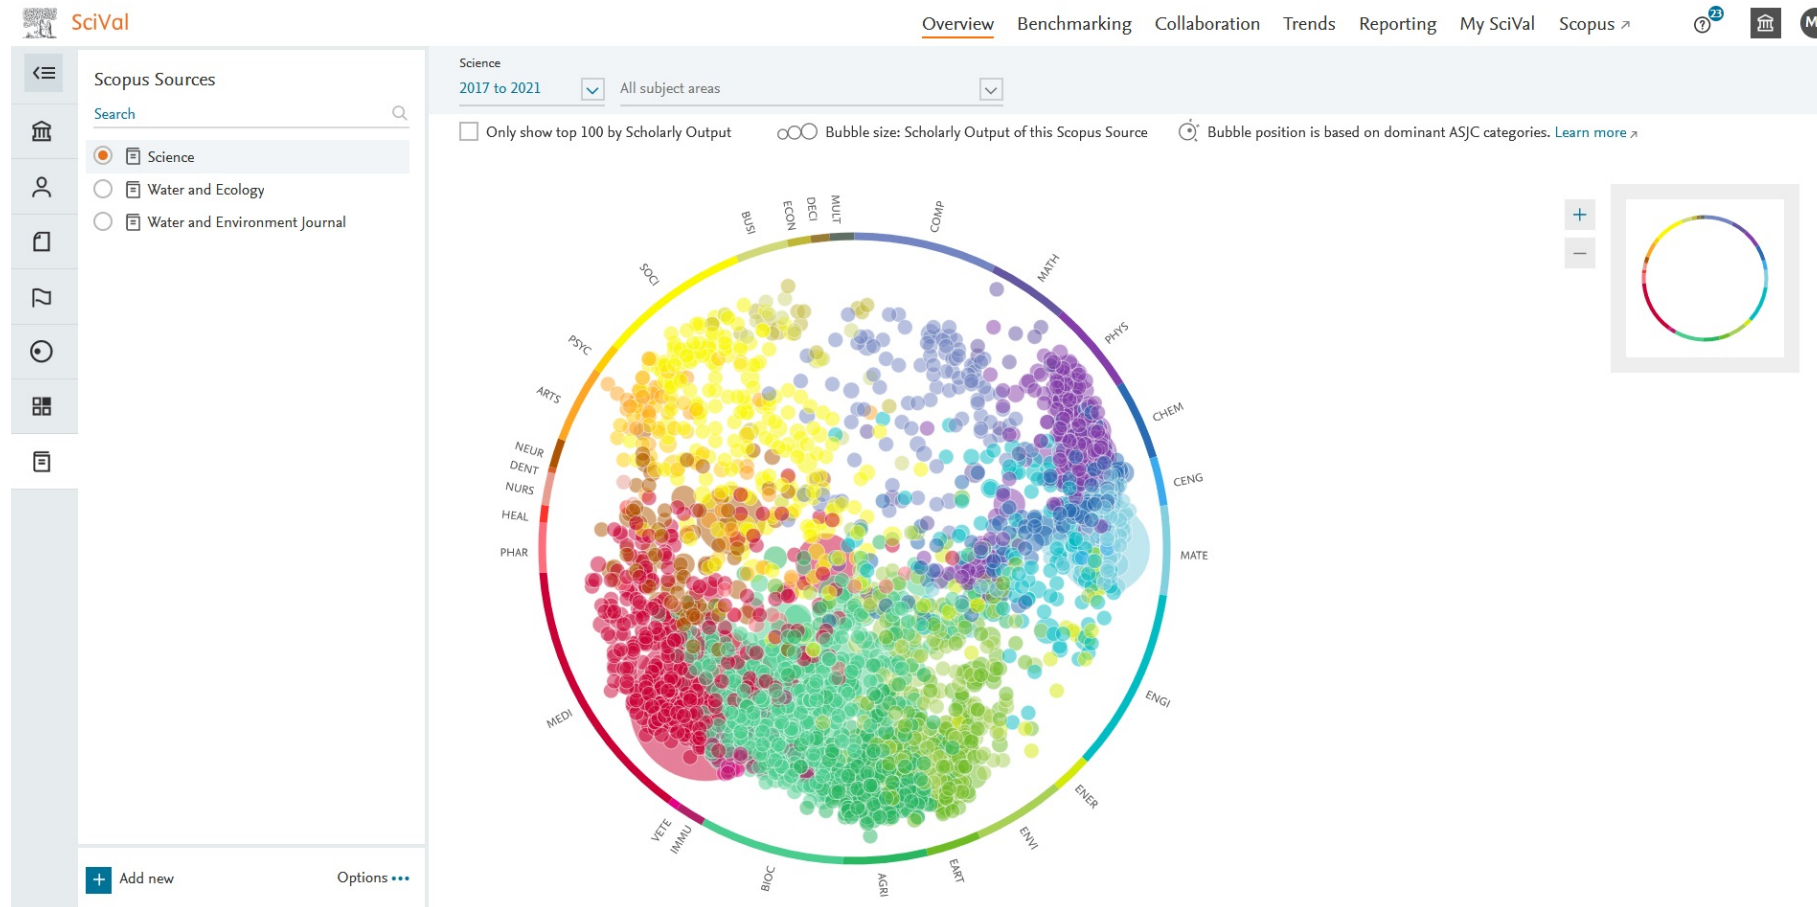 SciVal
Overview Benchmarking Collaboration Trends Reporting My SciVal Scopus
23
Scopus Sources
Search
Science
Water and Ecology
Water and Environment Journal
Add new
Options
Science
2017 to 2021
All subject areas
Only show top 100 by Scholarly Output
Bubble size: Scholarly Output of this Scopus Source
Bubble position is based on dominant ASJC categories. Learn more
COMP
MATH
PHYS
CHEM
CENG
MATE
ENGI
ENER
ENVI
EART
AGRI
BIOC
IMMU
VETE
MEDI
PHAR
HEAL
NURS
DENT
NEUR
ARTS
PSYC
SOCI
BUSI
ECON
DECI
MULT